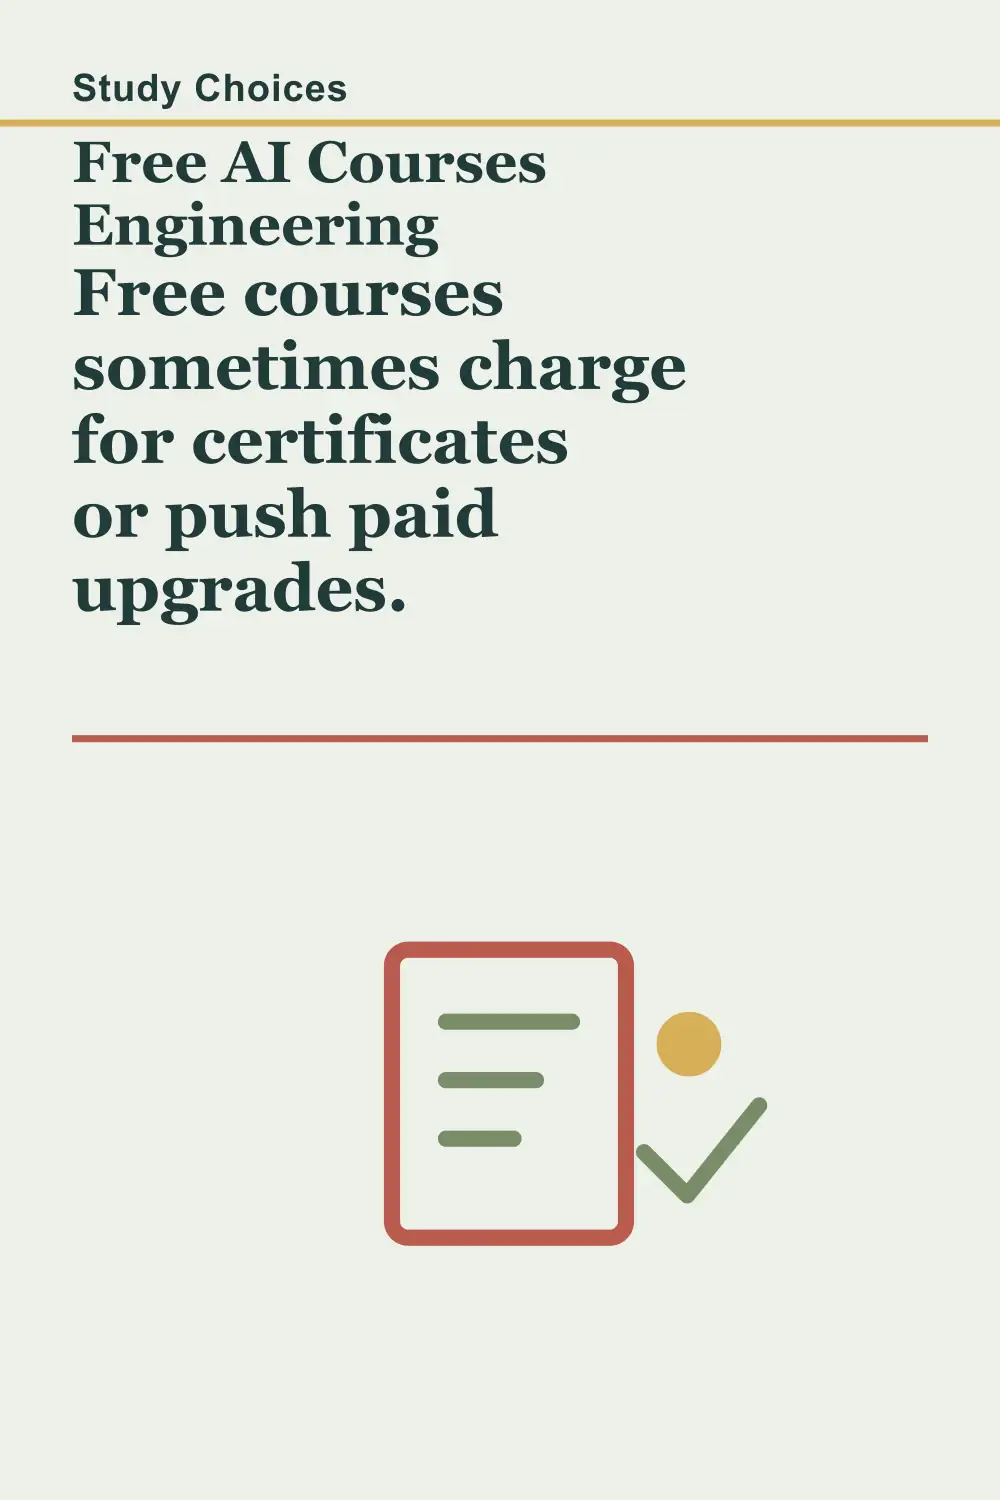 Study Choices
Free AI Courses
Engineering
Free courses
sometimes charge
for certificates
or push paid
upgrades.